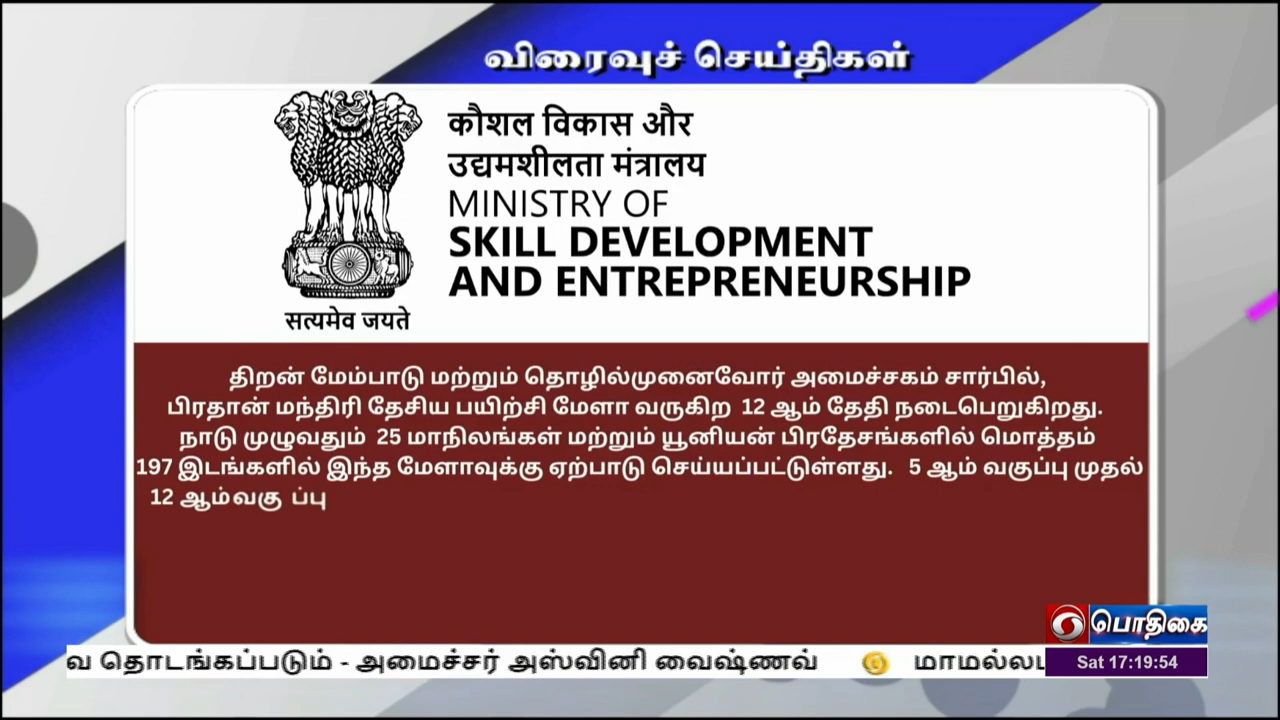 விரைவுச் செய்திகள்
कौशल विकास और
उद्यमशीलता मंत्रालय
MINISTRY OF
SKILL DEVELOPMENT
AND ENTREPRENEURSHIP
सत्यमेव जयते
திறன் மேம்பாடு மற்றும் தொழில்முனைவோர் அமைச்சகம் சார்பில்,
பிரதான் மந்திரி தேசிய பயிற்சி மேளா வருகிற 12 ஆம் தேதி நடைபெறுகிறது.
நாடு முழுவதும் 25 மாநிலங்கள் மற்றும் யூனியன் பிரதேசங்களில் மொத்தம்
197 இடங்களில் இந்த மேளாவுக்கு ஏற்பாடு செய்யப்பட்டுள்ளது. 5 ஆம் வகுப்பு முதல்
12 ஆம்வகு ப்பு
பொதிகை
வ தொடங்கப்படும் - அமைச்சர் அஸ்வினி வைஷ்ணவ் மாமல்லபு
Sat 17:19:54